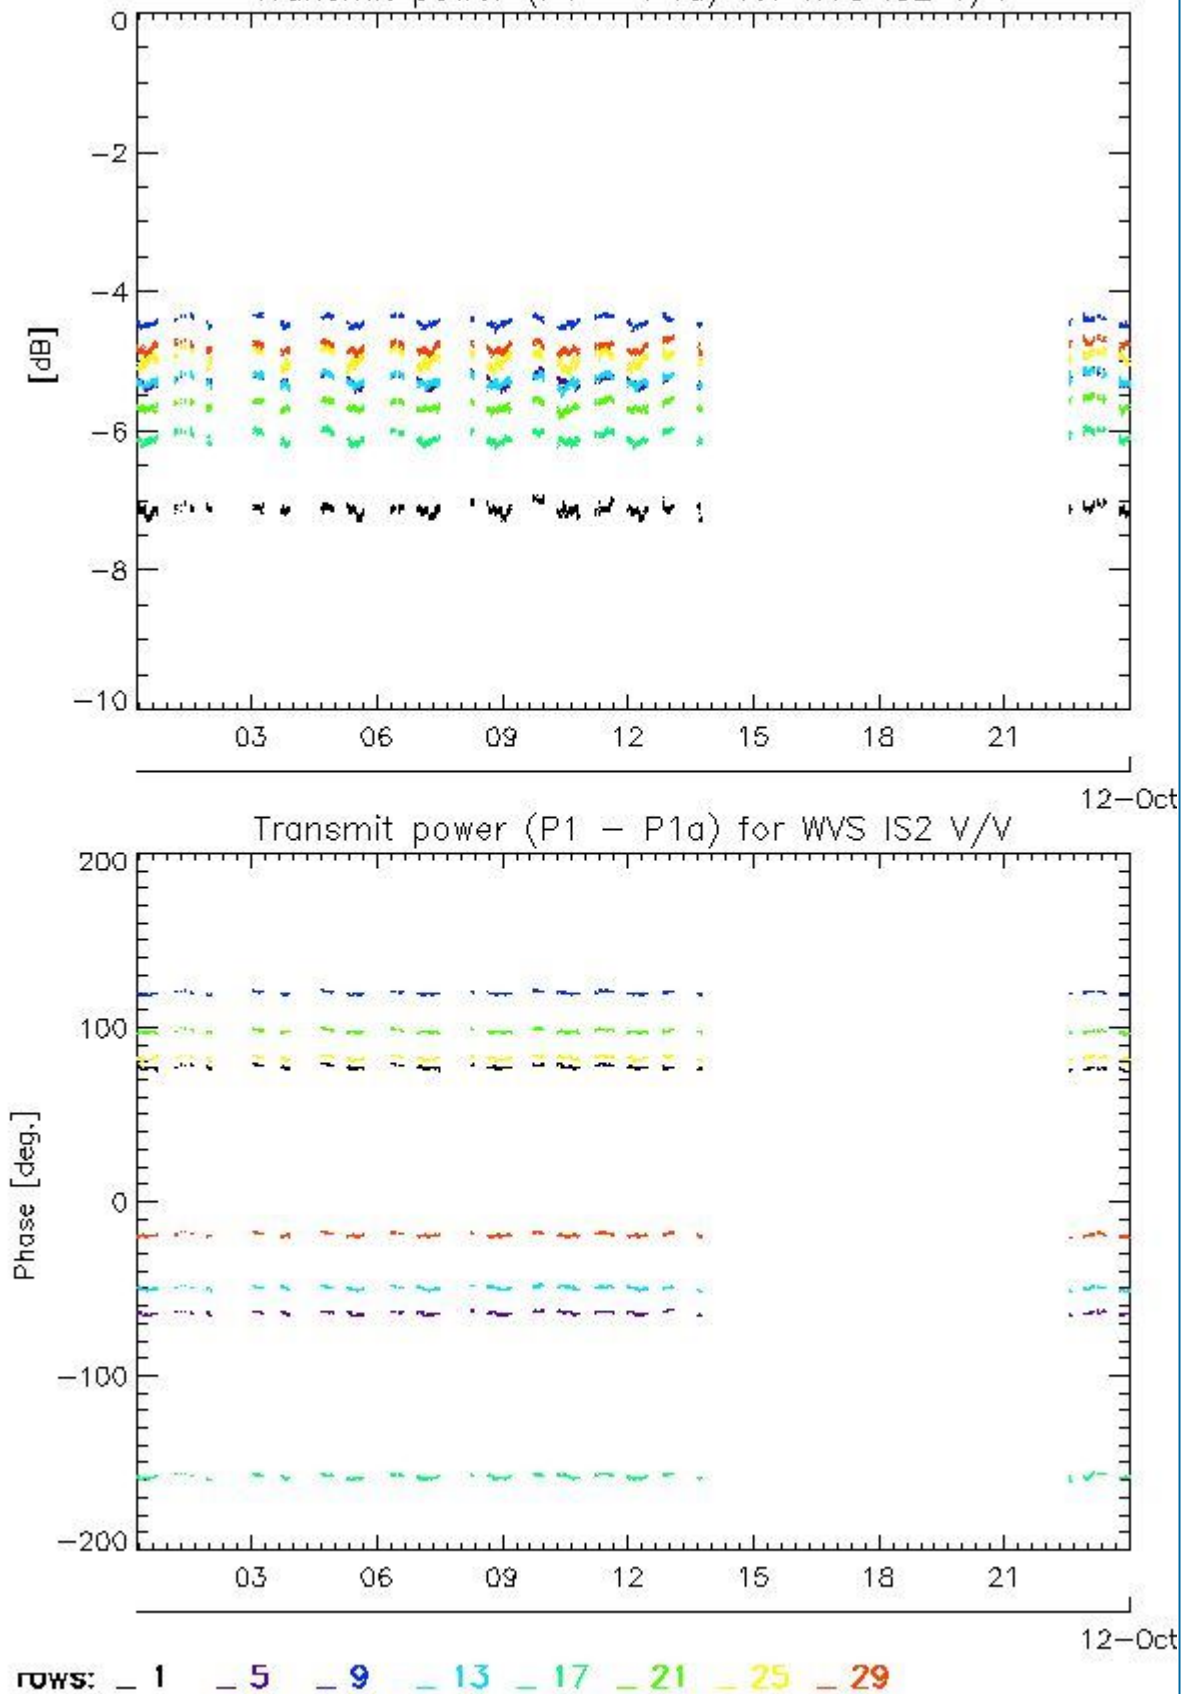 0
−2
−4
[dB]
−6
−8
−10
03 06 09 12 15 18 21
12−Oct
Transmit power (P1 − P1a) for WVS IS2 V/V
200
100
Phase [deg.]
0
−100
−200
03 06 09 12 15 18 21
12−Oct
rows: _ 1 _ 5 _ 9 _ 13 _ 17 _ 21 _ 25 _ 29